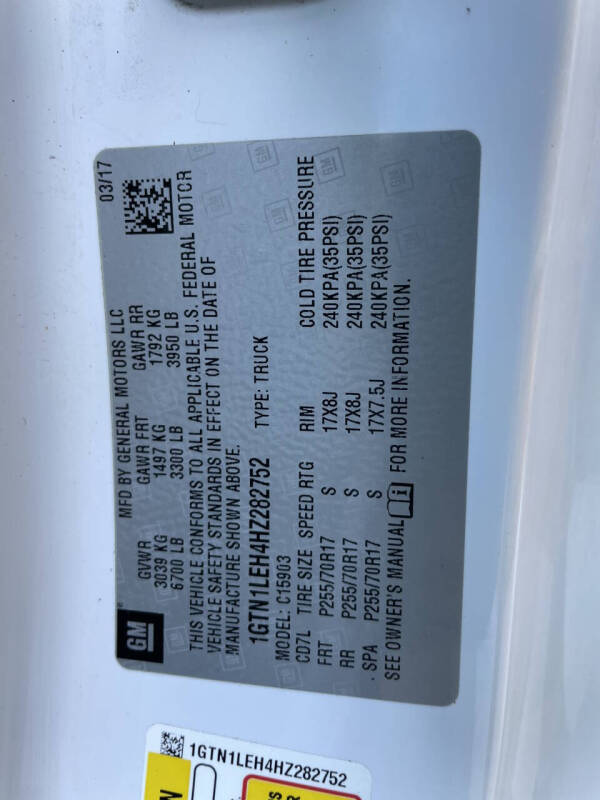 GM
MFD BY GENERAL MOTORS LLC 03/17
GVWR GAWR FRT GAWR RR
3039 KG 1497 KG 1792 KG
6700 LB 3300 LB 3950 LB
THIS VEHICLE CONFORMS TO ALL APPLICABLE U.S. FEDERAL MOTOR
VEHICLE SAFETY STANDARDS IN EFFECT ON THE DATE OF
MANUFACTURE SHOWN ABOVE.
1GTN1LEH4HZ282752 TYPE: TRUCK
MODEL: C15903
CD7L TIRE SIZE SPEED RTG RIM COLD TIRE PRESSURE
FRT P255/70R17 S 17X8J 240KPA(35PSI)
RR P255/70R17 S 17X8J 240KPA(35PSI)
SPA P255/70R17 S 17X7.5J 240KPA(35PSI)
SEE OWNER'S MANUAL i FOR MORE INFORMATION.
1GTN1LEH4HZ282752